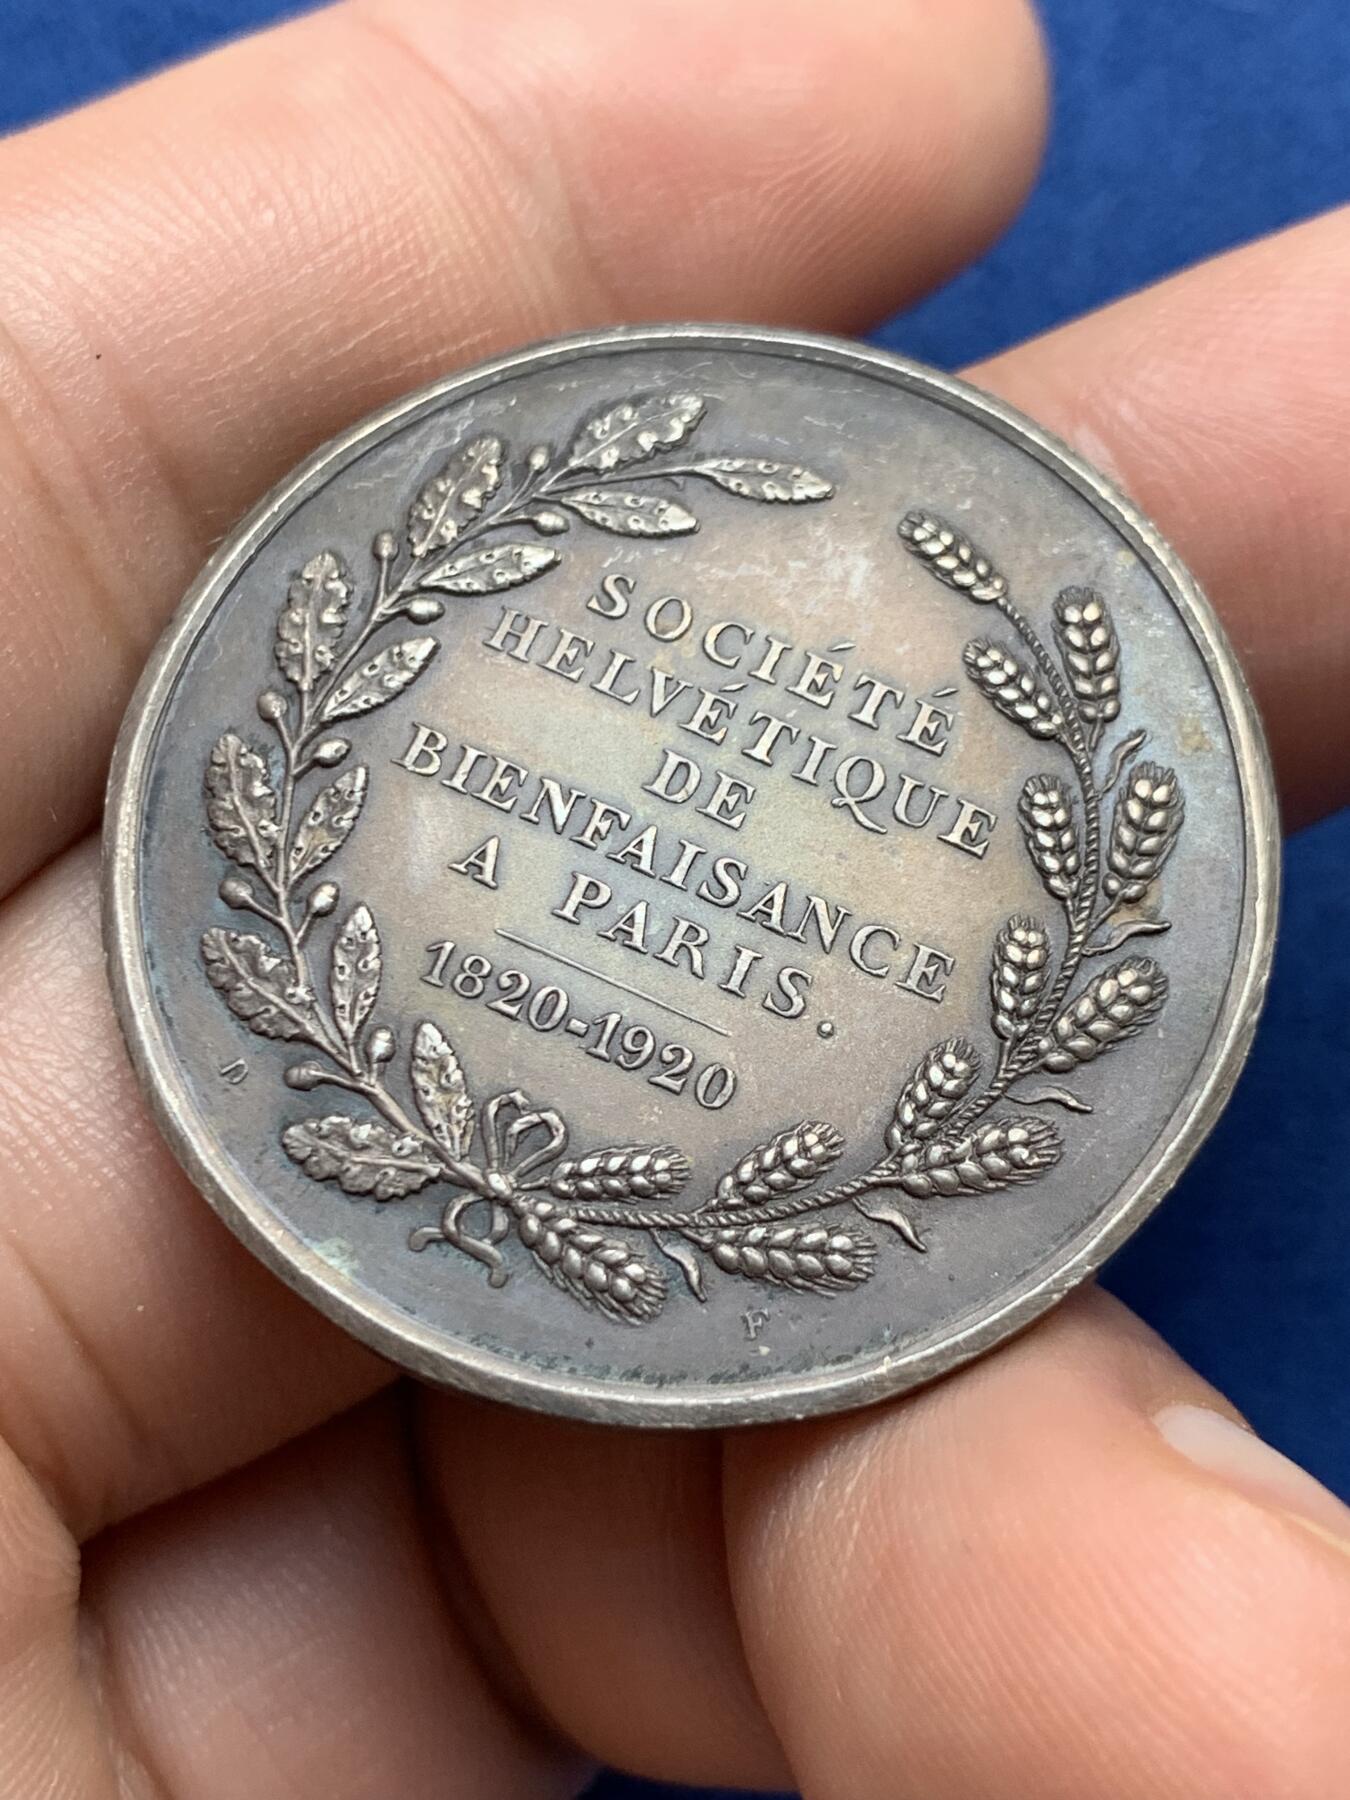 SOCIÉTÉ
HELVÉTIQUE
DE
BIENFAISANCE
A PARIS.
1820-1920
D
F